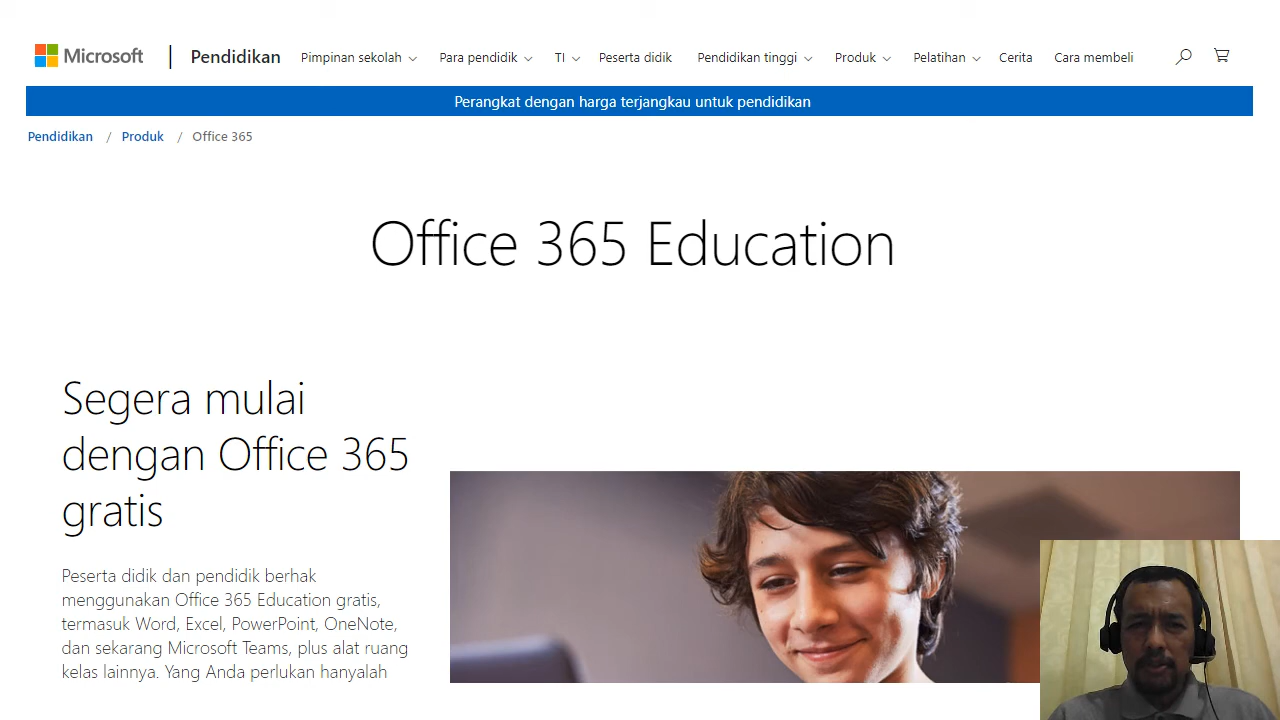 Microsoft
Pendidikan
Pimpinan sekolah
Para pendidik
TI
Peserta didik
Pendidikan tinggi
Produk
Pelatihan
Cerita
Cara membeli
Perangkat dengan harga terjangkau untuk pendidikan
Pendidikan / Produk / Office 365
Office 365 Education
Segera mulai
dengan Office 365
gratis
Peserta didik dan pendidik berhak
menggunakan Office 365 Education gratis,
termasuk Word, Excel, PowerPoint, OneNote,
dan sekarang Microsoft Teams, plus alat ruang
kelas lainnya. Yang Anda perlukan hanyalah